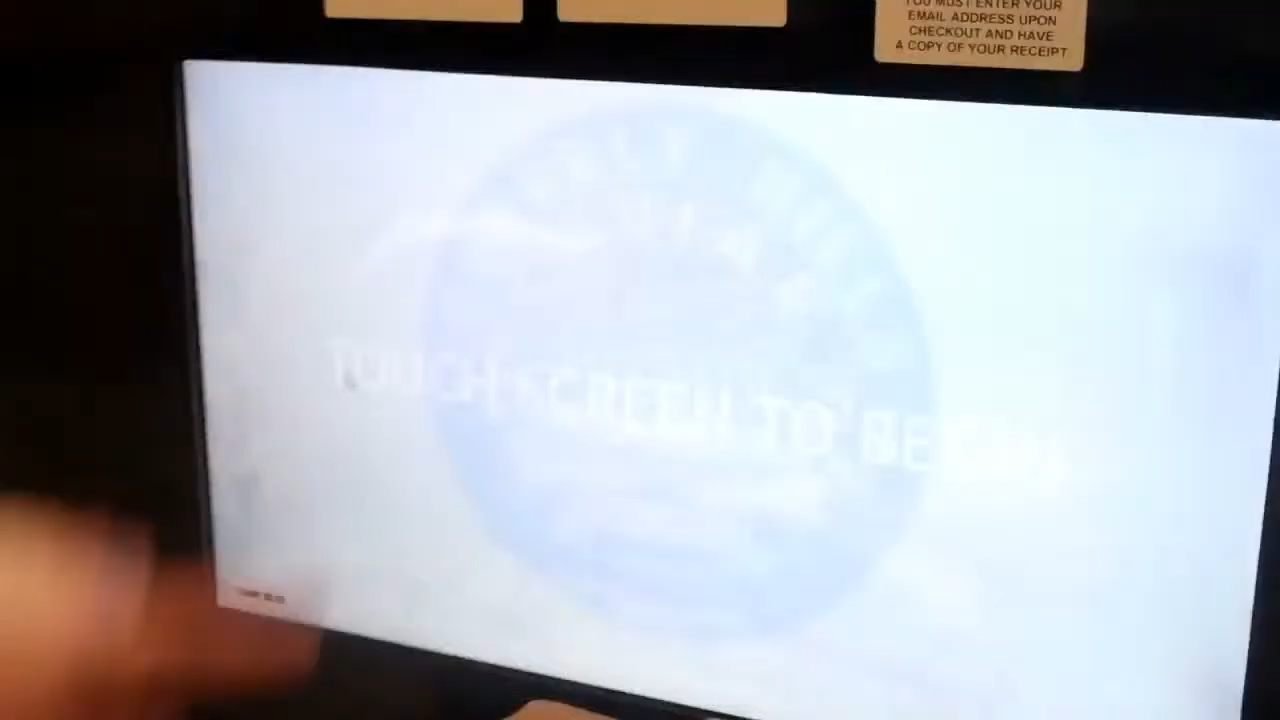 YOU MUST ENTER YOUR
EMAIL ADDRESS UPON
CHECKOUT AND HAVE
A COPY OF YOUR RECEIPT.
TOUCH SCREEN TO BEGIN